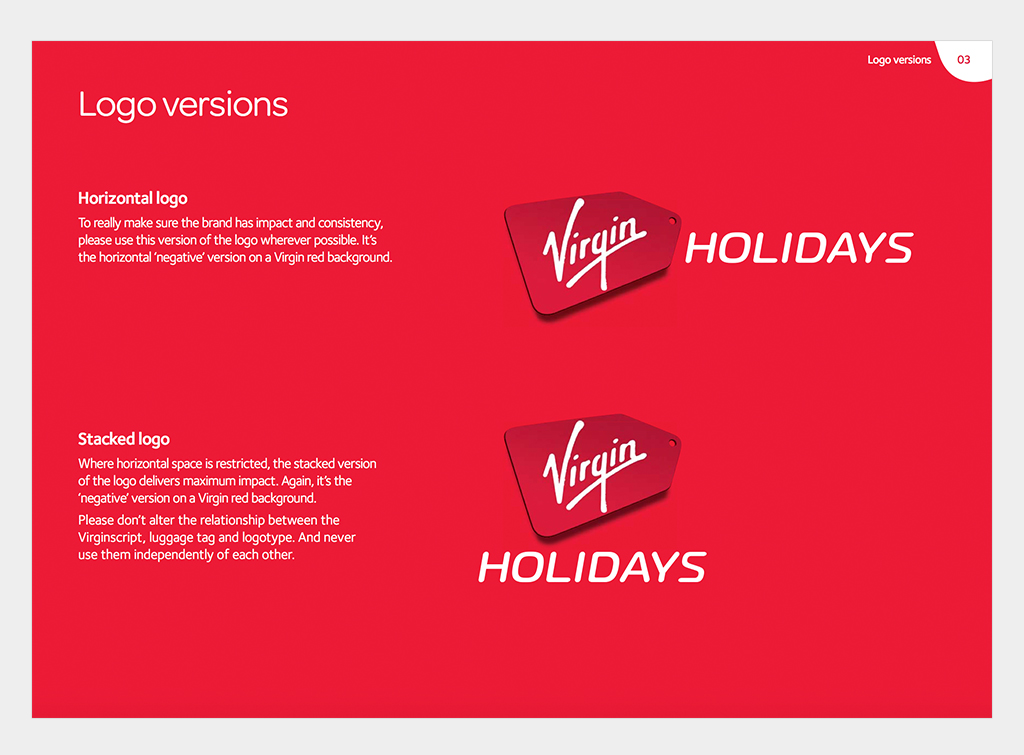 Logo versions
03
Logo versions
Horizontal logo
To really make sure the brand has impact and consistency,
please use this version of the logo wherever possible. It’s
the horizontal ‘negative’ version on a Virgin red background.
Virgin
HOLIDAYS
Stacked logo
Where horizontal space is restricted, the stacked version
of the logo delivers maximum impact. Again, it’s the
‘negative’ version on a Virgin red background.
Please don’t alter the relationship between the
Virginscript, luggage tag and logotype. And never
use them independently of each other.
Virgin
HOLIDAYS